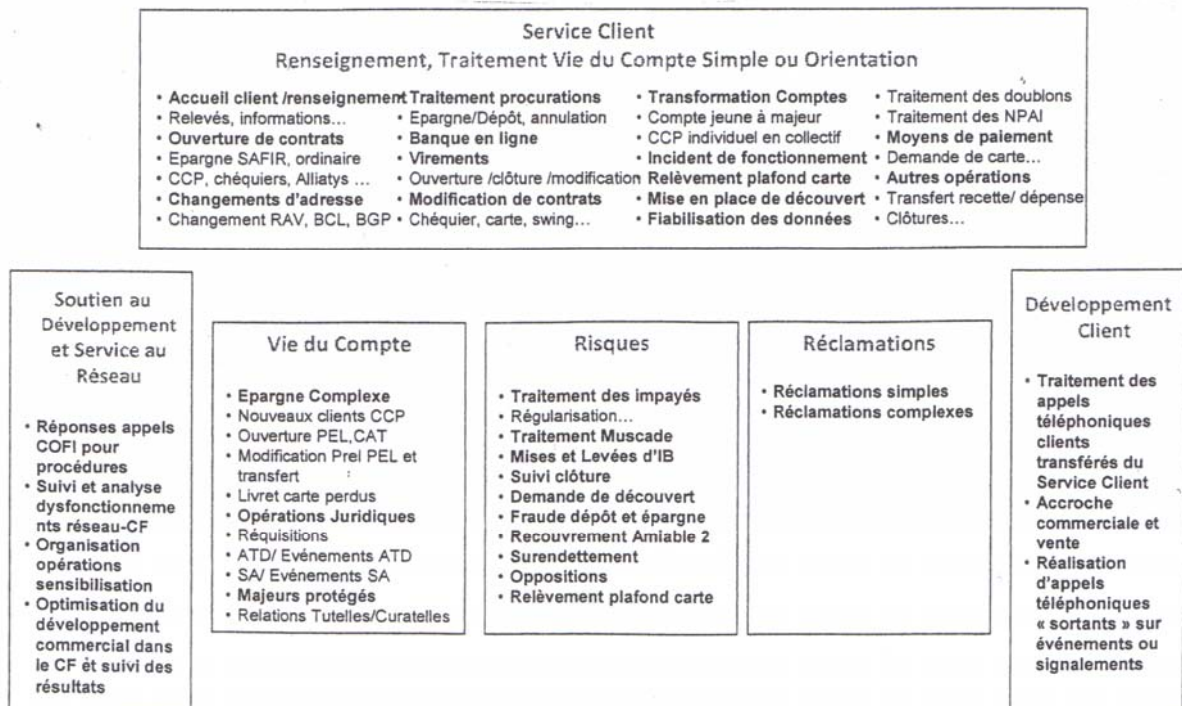 Service Client
Renseignement, Traitement Vie du Compte Simple ou Orientation
• Accueil client /renseignement
• Relevés, informations...
• Ouverture de contrats
• Epargne SAFIR, ordinaire
• CCP, chéquiers, Alliatys ...
• Changements d'adresse
• Changement RAV, BCL, BGP
• Traitement procurations
• Epargne/Dépôt, annulation
• Banque en ligne
• Virements
• Ouverture /clôture /modification
• Modification de contrats
• Chéquier, carte, swing...
• Transformation Comptes
• Compte jeune à majeur
• CCP individuel en collectif
• Incident de fonctionnement
• Relèvement plafond carte
• Mise en place de découvert
• Fiabilisation des données
• Traitement des doublons
• Traitement des NPAI
• Moyens de paiement
• Demande de carte...
• Autres opérations
• Transfert recette/ dépense
• Clôtures...
Soutien au
Développement
et Service au
Réseau
• Réponses appels
COFI pour
procédures
• Suivi et analyse
dysfonctionneme
nts réseau-CF
• Organisation
opérations
sensibilisation
• Optimisation du
développement
commercial dans
le CF et suivi des
résultats
Vie du Compte
• Epargne Complexe
• Nouveaux clients CCP
• Ouverture PEL,CAT
• Modification Prel PEL et
transfert
• Livret carte perdus
• Opérations Juridiques
• Réquisitions
• ATD/ Evénements ATD
• SA/ Evénements SA
• Majeurs protégés
• Relations Tutelles/Curatelles
Risques
• Traitement des impayés
• Régularisation...
• Traitement Muscade
• Mises et Levées d'IB
• Suivi clôture
• Demande de découvert
• Fraude dépôt et épargne
• Recouvrement Amiable 2
• Surendettement
• Oppositions
• Relèvement plafond carte
Réclamations
• Réclamations simples
• Réclamations complexes
Développement
Client
• Traitement des
appels
téléphoniques
clients
transférés du
Service Client
• Accroche
commerciale et
vente
• Réalisation
d'appels
téléphoniques
« sortants » sur
événements ou
signalements